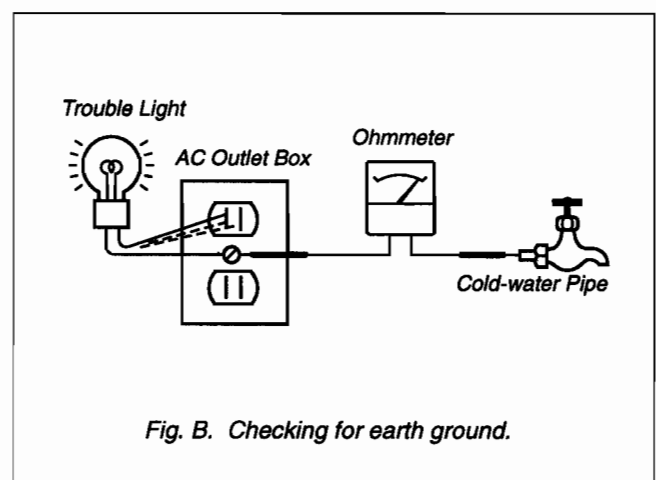 Trouble Light
AC Outlet Box
Ohmmeter
Cold-water Pipe
Fig. B. Checking for earth ground.